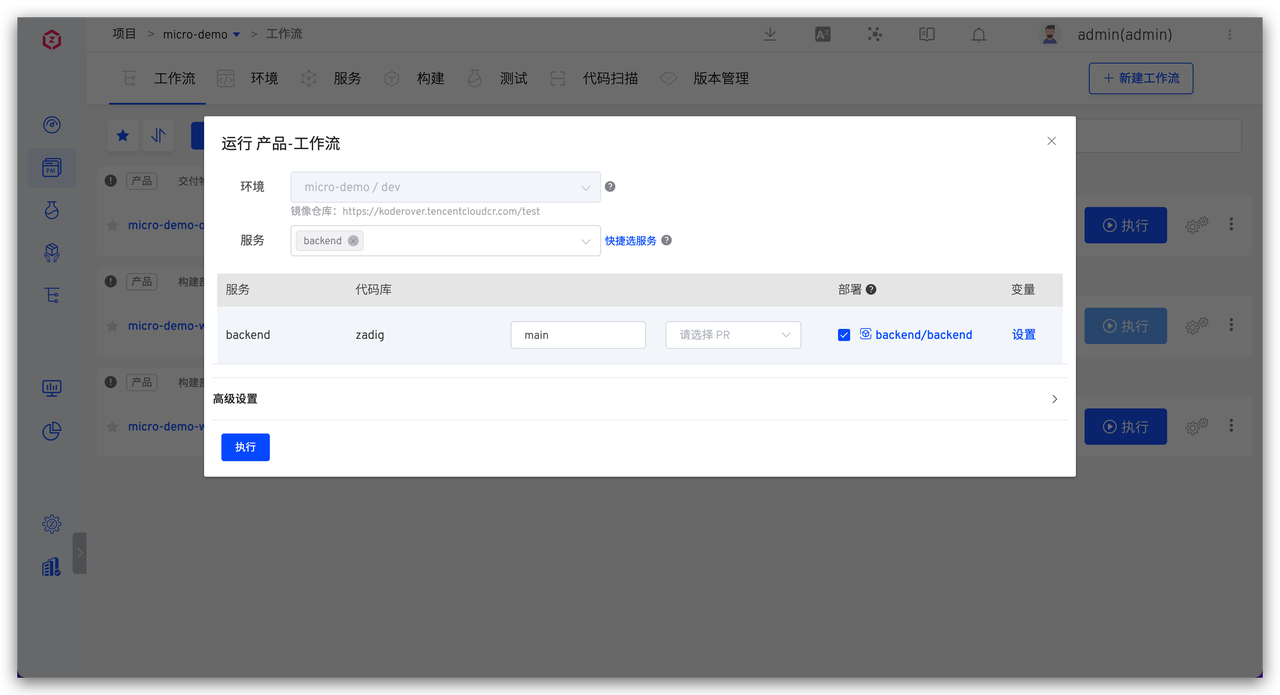 项目 > micro-demo > 工作流
admin(admin)
工作流 环境 服务 构建 测试 代码扫描 版本管理
+ 新建工作流
运行 产品-工作流
环境 micro-demo / dev
镜像仓库：https://koderover.tencentcloudcr.com/test
服务 backend 快捷选服务
服务 代码库 部署 变量
backend zadig main 请选择 PR backend/backend 设置
高级设置
执行
产品
micro-demo-d
执行
产品 构建部
micro-demo-w
执行
产品 构建部
micro-demo-w
执行